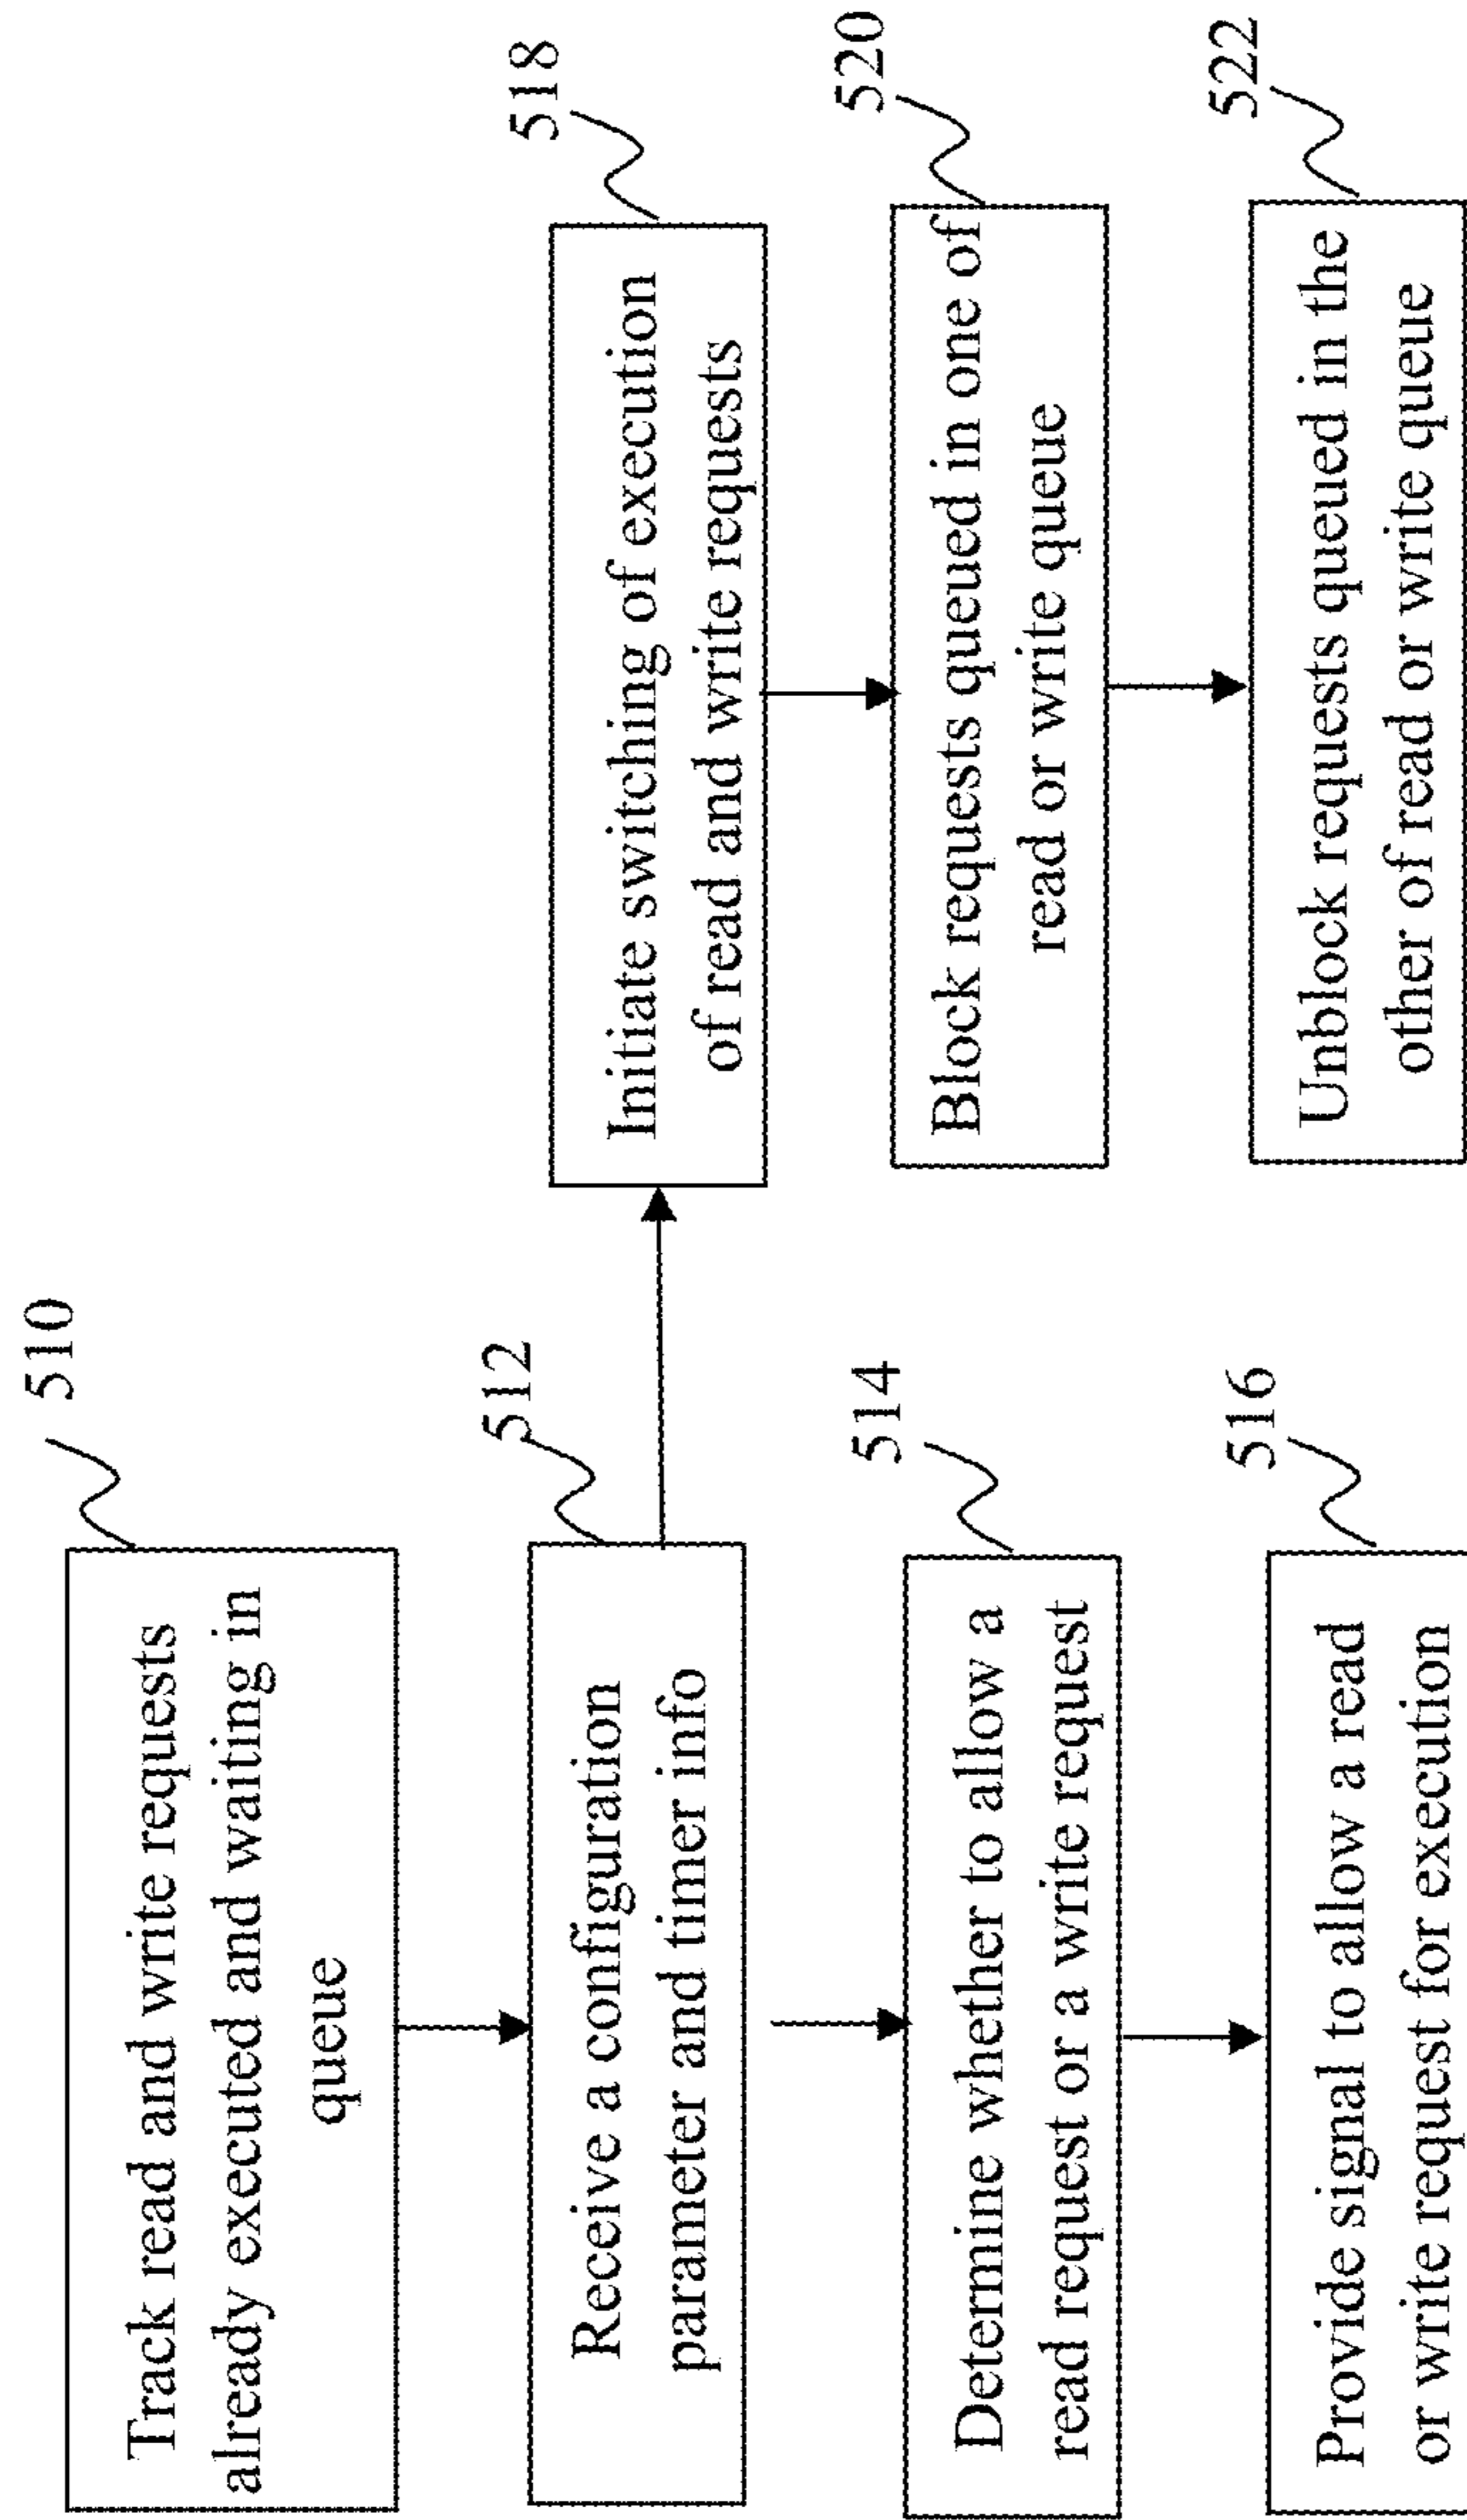 510
Track read and write requests
already executed and waiting in
queue
512
Receive a configuration
parameter and timer info
514
Determine whether to allow a
read request or a write request
516
Provide signal to allow a read
or write request for execution
518
Initiate switching of execution
of read and write requests
520
Block requests queued in one of
read or write queue
522
Unblock requests queued in the
other of read or write queue